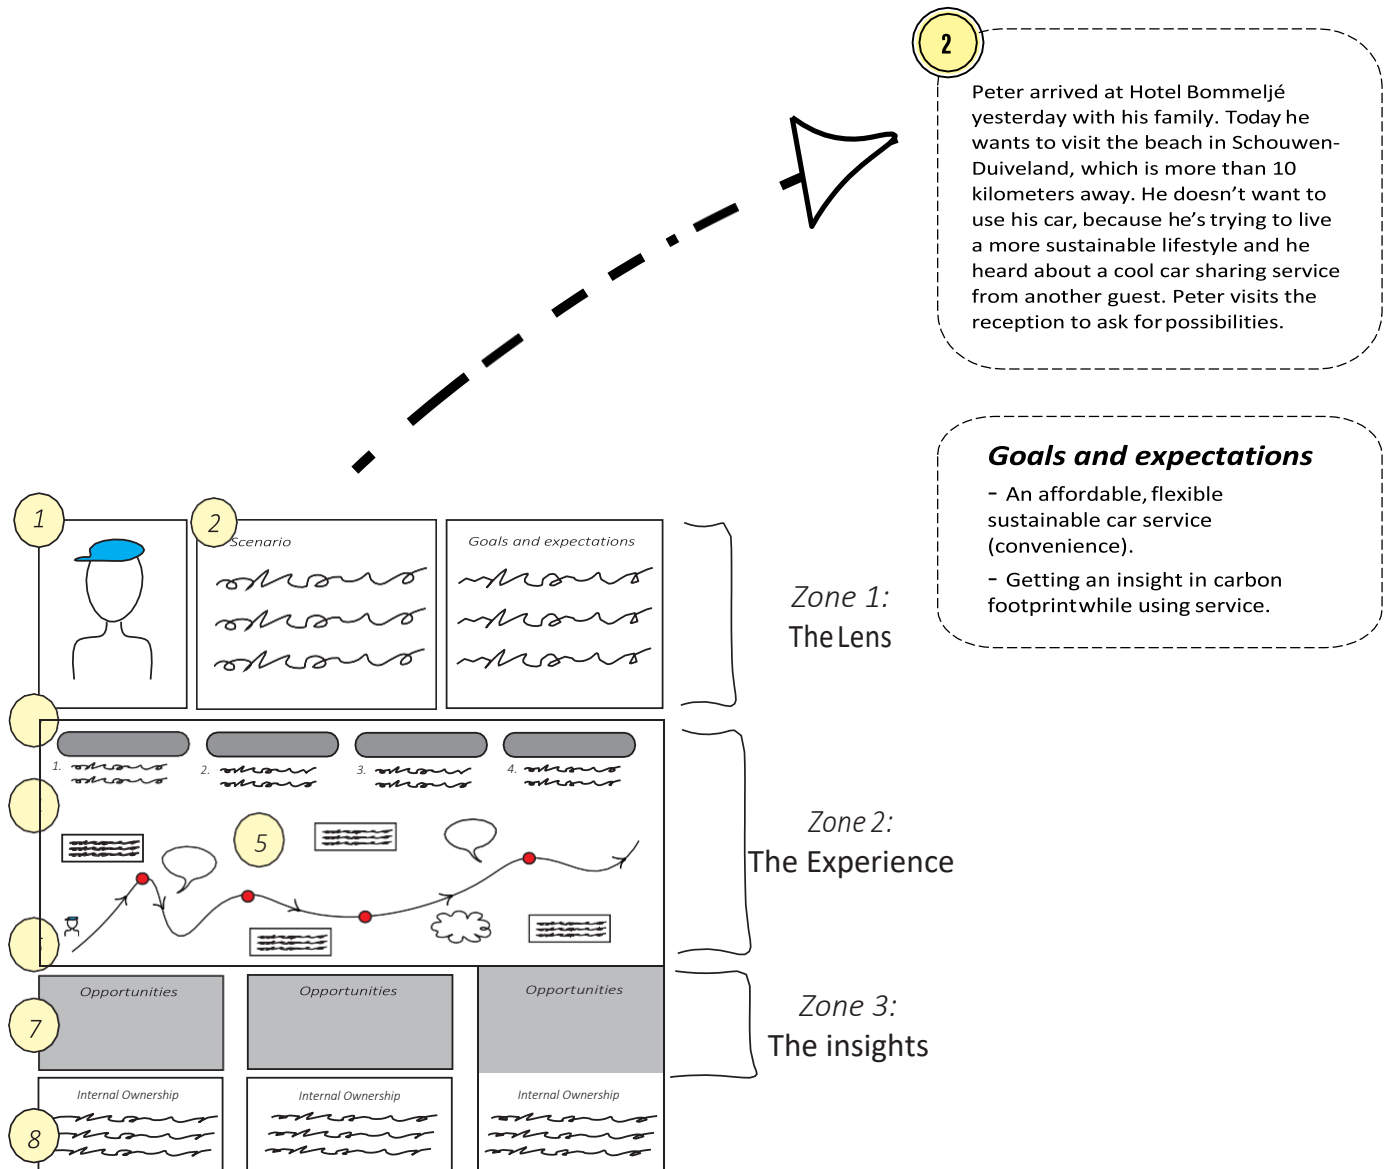 2
Peter arrived at Hotel Bommeljé
yesterday with his family. Today he
wants to visit the beach in Schouwen-
Duiveland, which is more than 10
kilometers away. He doesn’t want to
use his car, because he’s trying to live
a more sustainable lifestyle and he
heard about a cool car sharing service
from another guest. Peter visits the
reception to ask for possibilities.
Goals and expectations
- An affordable, flexible
sustainable car service
(convenience).
- Getting an insight in carbon
footprint while using service.
1
2
Scenario
Goals and expectations
Zone 1:
The Lens
1.
2.
3.
4.
5
Zone 2:
The Experience
Opportunities
Opportunities
Opportunities
7
Zone 3:
The insights
Internal Ownership
Internal Ownership
Internal Ownership
8